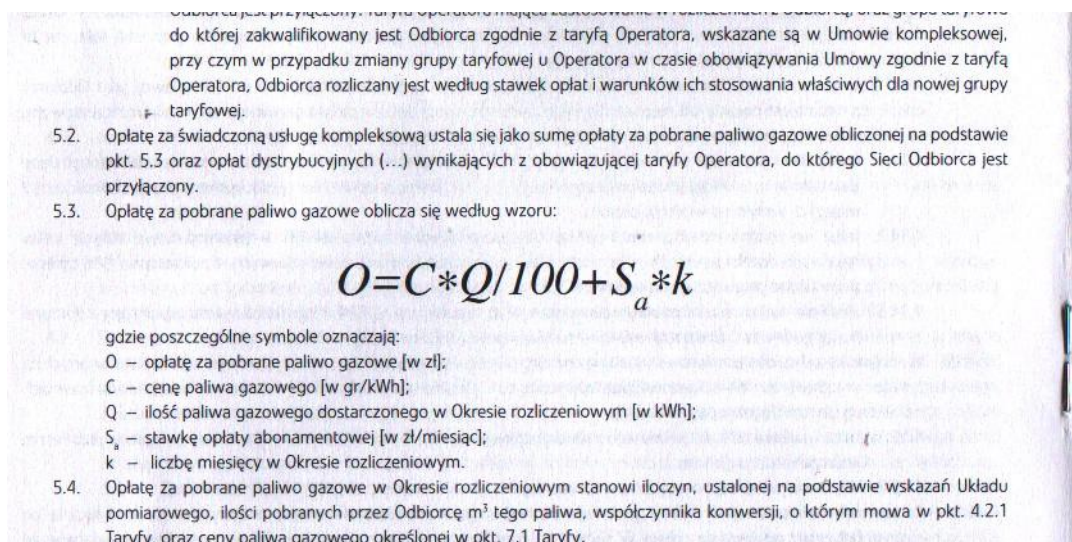 Odbiorca jest przyłączony. Taryfa Operatora mająca zastosowanie w rozliczeniach z Odbiorcą, oraz grupa taryfowa
do której zakwalifikowany jest Odbiorca zgodnie z taryfą Operatora, wskazane są w Umowie kompleksowej,
przy czym w przypadku zmiany grupy taryfowej u Operatora w czasie obowiązywania Umowy zgodnie z taryfą
Operatora, Odbiorca rozliczany jest według stawek opłat i warunków ich stosowania właściwych dla nowej grupy
taryfowej.
5.2. Opłatę za świadczoną usługę kompleksową ustala się jako sumę opłaty za pobrane paliwo gazowe obliczonej na podstawie
pkt. 5.3 oraz opłat dystrybucyjnych (...) wynikających z obowiązującej taryfy Operatora, do którego Sieci Odbiorca jest
przyłączony.
5.3. Opłatę za pobrane paliwo gazowe oblicza się według wzoru:
O=C*Q/100+Sₐ*k
gdzie poszczególne symbole oznaczają:
O – opłatę za pobrane paliwo gazowe [w zł];
C – cenę paliwa gazowego [w gr/kWh];
Q – ilość paliwa gazowego dostarczonego w Okresie rozliczeniowym [w kWh];
Sₐ – stawkę opłaty abonamentowej [w zł/miesiąc];
k – liczbę miesięcy w Okresie rozliczeniowym.
5.4. Opłatę za pobrane paliwo gazowe w Okresie rozliczeniowym stanowi iloczyn, ustalonej na podstawie wskazań Układu
pomiarowego, ilości pobranych przez Odbiorcę m³ tego paliwa, współczynnika konwersji, o którym mowa w pkt. 4.2.1
Taryfy, oraz ceny paliwa gazowego określonej w pkt. 7.1 Taryfy.